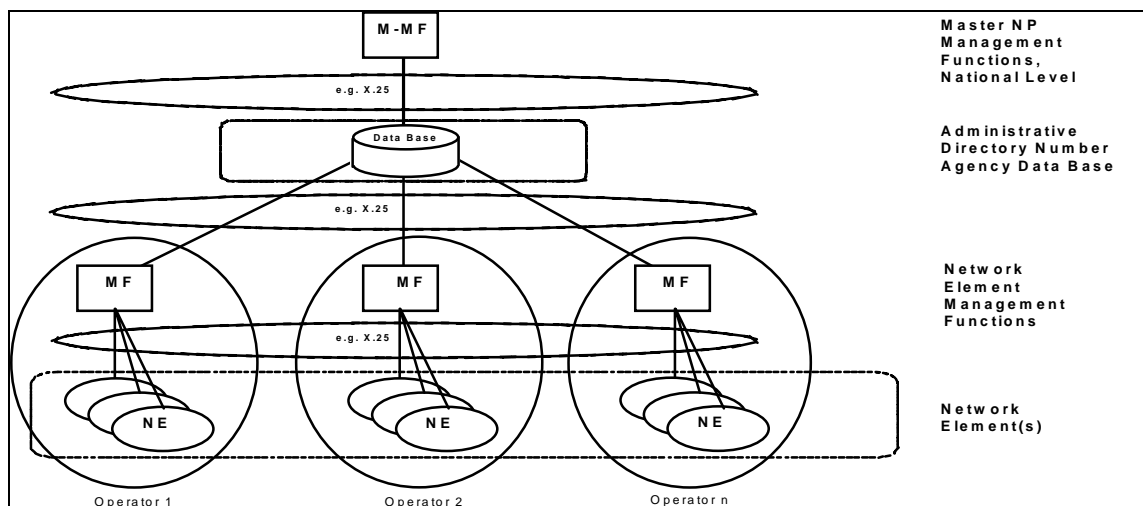 M-MF
Master NP
Management
Functions,
National Level
e.g. X.25
Data Base
Administrative
Directory Number
Agency Data Base
e.g. X.25
MF
MF
MF
Network
Element
Management
Functions
e.g. X.25
NE
NE
NE
Network
Element(s)
Operator 1
Operator 2
Operator n